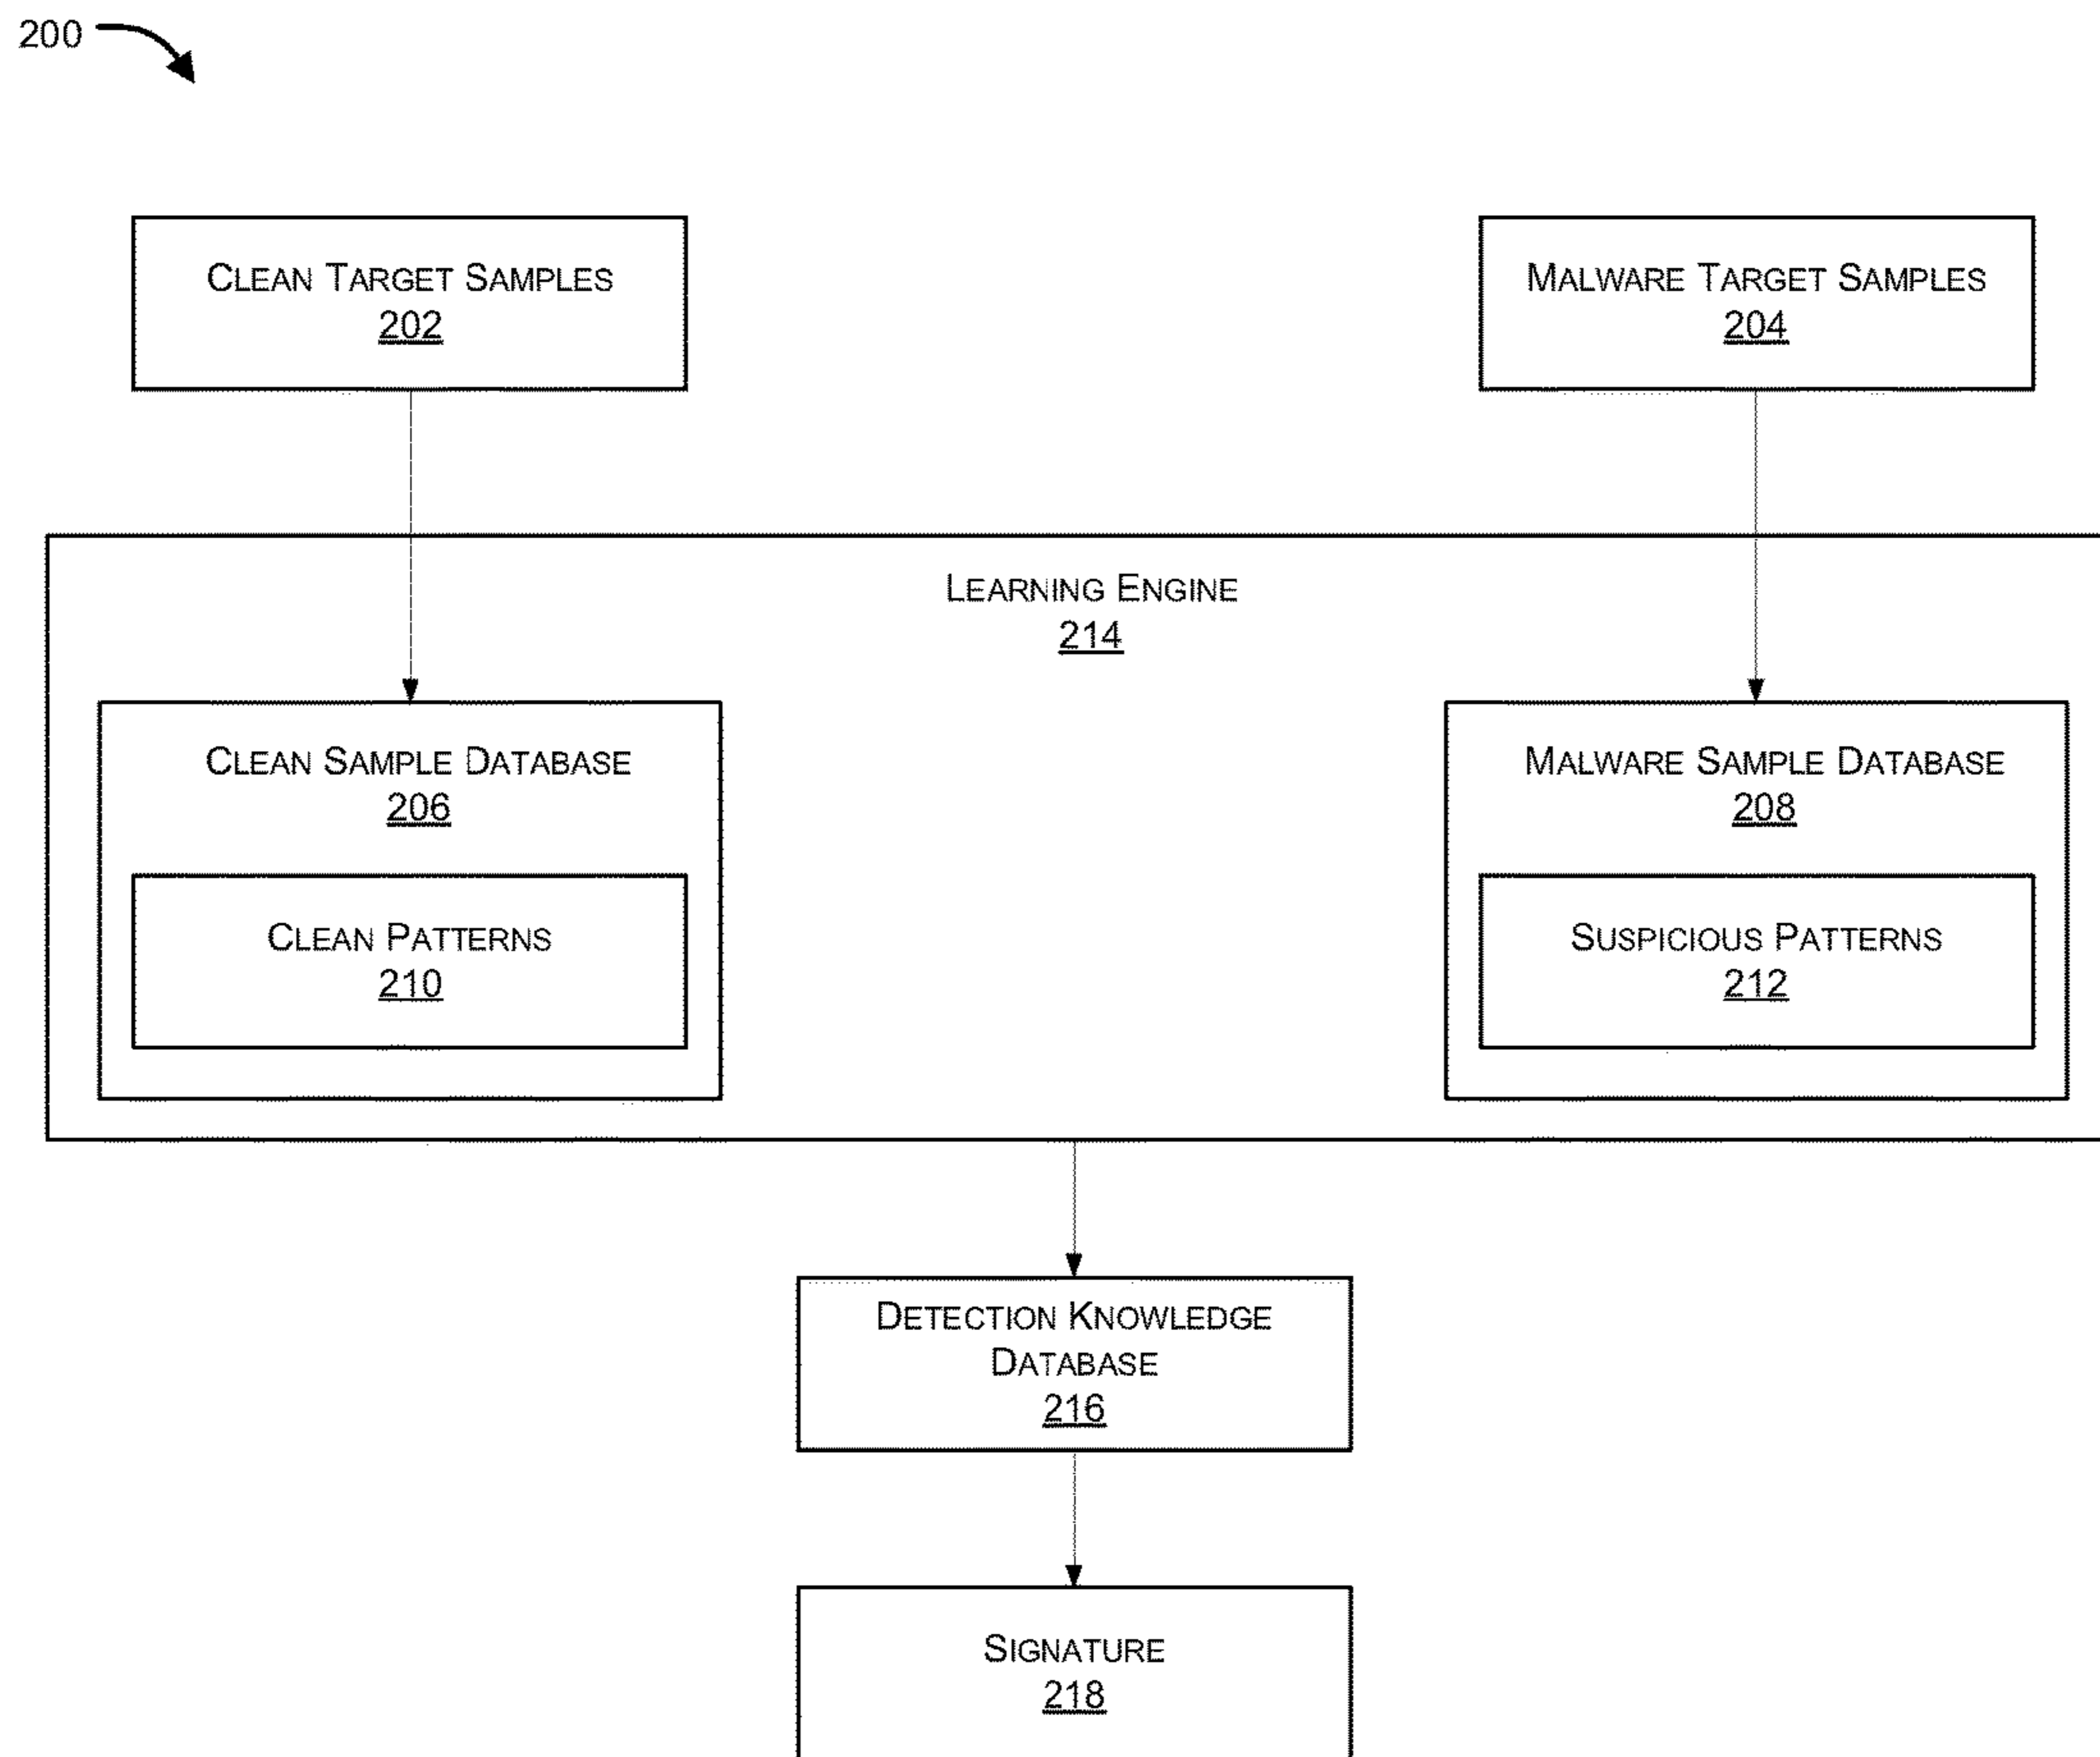 200
CLEAN TARGET SAMPLES
202
MALWARE TARGET SAMPLES
204
LEARNING ENGINE
214
CLEAN SAMPLE DATABASE
206
MALWARE SAMPLE DATABASE
208
CLEAN PATTERNS
210
SUSPICIOUS PATTERNS
212
DETECTION KNOWLEDGE
DATABASE
216
SIGNATURE
218